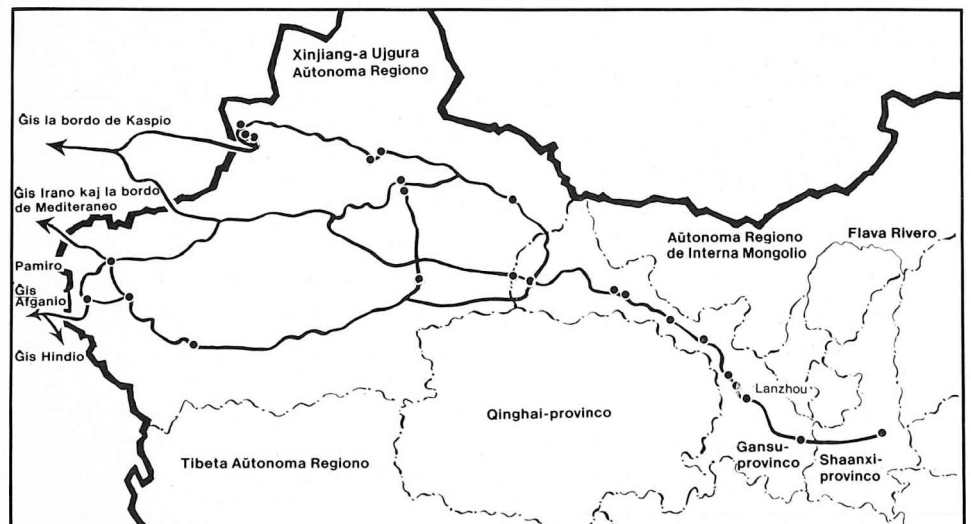 Xinjiang-a Ujgura
Aŭtonoma Regiono
Ĝis la bordo de Kaspio
Ĝis Irano kaj la bordo
de Mediteraneo
Pamiro
Ĝis
Afganio
Ĝis Hindio
Aŭtonoma Regiono
de Interna Mongolio
Flava Rivero
Lanzhou
Qinghai-provinco
Gansu-
provinco
Shaanxi-
provinco
Tibeta Aŭtonoma Regiono